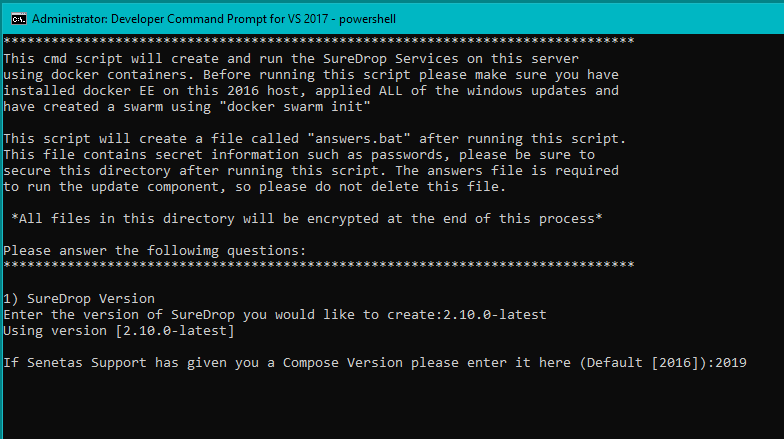 Administrator: Developer Command Prompt for VS 2017 - powershell
*******************************************************************************
This cmd script will create and run the SureDrop Services on this server
using docker containers. Before running this script please make sure you have
installed docker EE on this 2016 host, applied ALL of the windows updates and
have created a swarm using "docker swarm init"
This script will create a file called "answers.bat" after running this script.
This file contains secret information such as passwords, please be sure to
secure this directory after running this script. The answers file is required
to run the update component, so please do not delete this file.
*All files in this directory will be encrypted at the end of this process*
Please answer the followimg questions:
*******************************************************************************
1) SureDrop Version
Enter the version of SureDrop you would like to create:2.10.0-latest
Using version [2.10.0-latest]
If Senetas Support has given you a Compose Version please enter it here (Default [2016]):2019